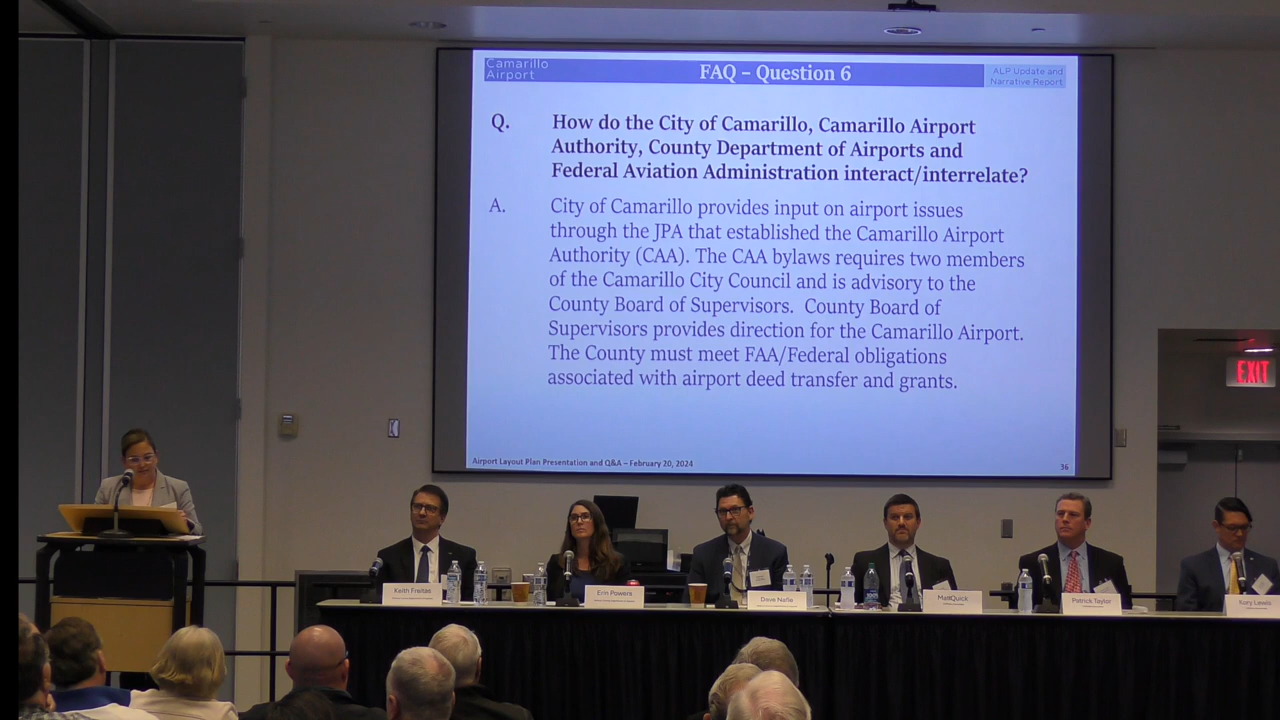 Camarillo
Airport
FAQ – Question 6
ALP Update and
Narrative Report
Q. How do the City of Camarillo, Camarillo Airport
Authority, County Department of Airports and
Federal Aviation Administration interact/interrelate?
A. City of Camarillo provides input on airport issues
through the JPA that established the Camarillo Airport
Authority (CAA). The CAA bylaws requires two members
of the Camarillo City Council and is advisory to the
County Board of Supervisors. County Board of
Supervisors provides direction for the Camarillo Airport.
The County must meet FAA/Federal obligations
associated with airport deed transfer and grants.
Airport Layout Plan Presentation and Q&A – February 20, 2024
36
EXIT
Keith Freitas
Erin Powers
Dave Nafie
Matt Quick
Patrick Taylor
Kory Lewis